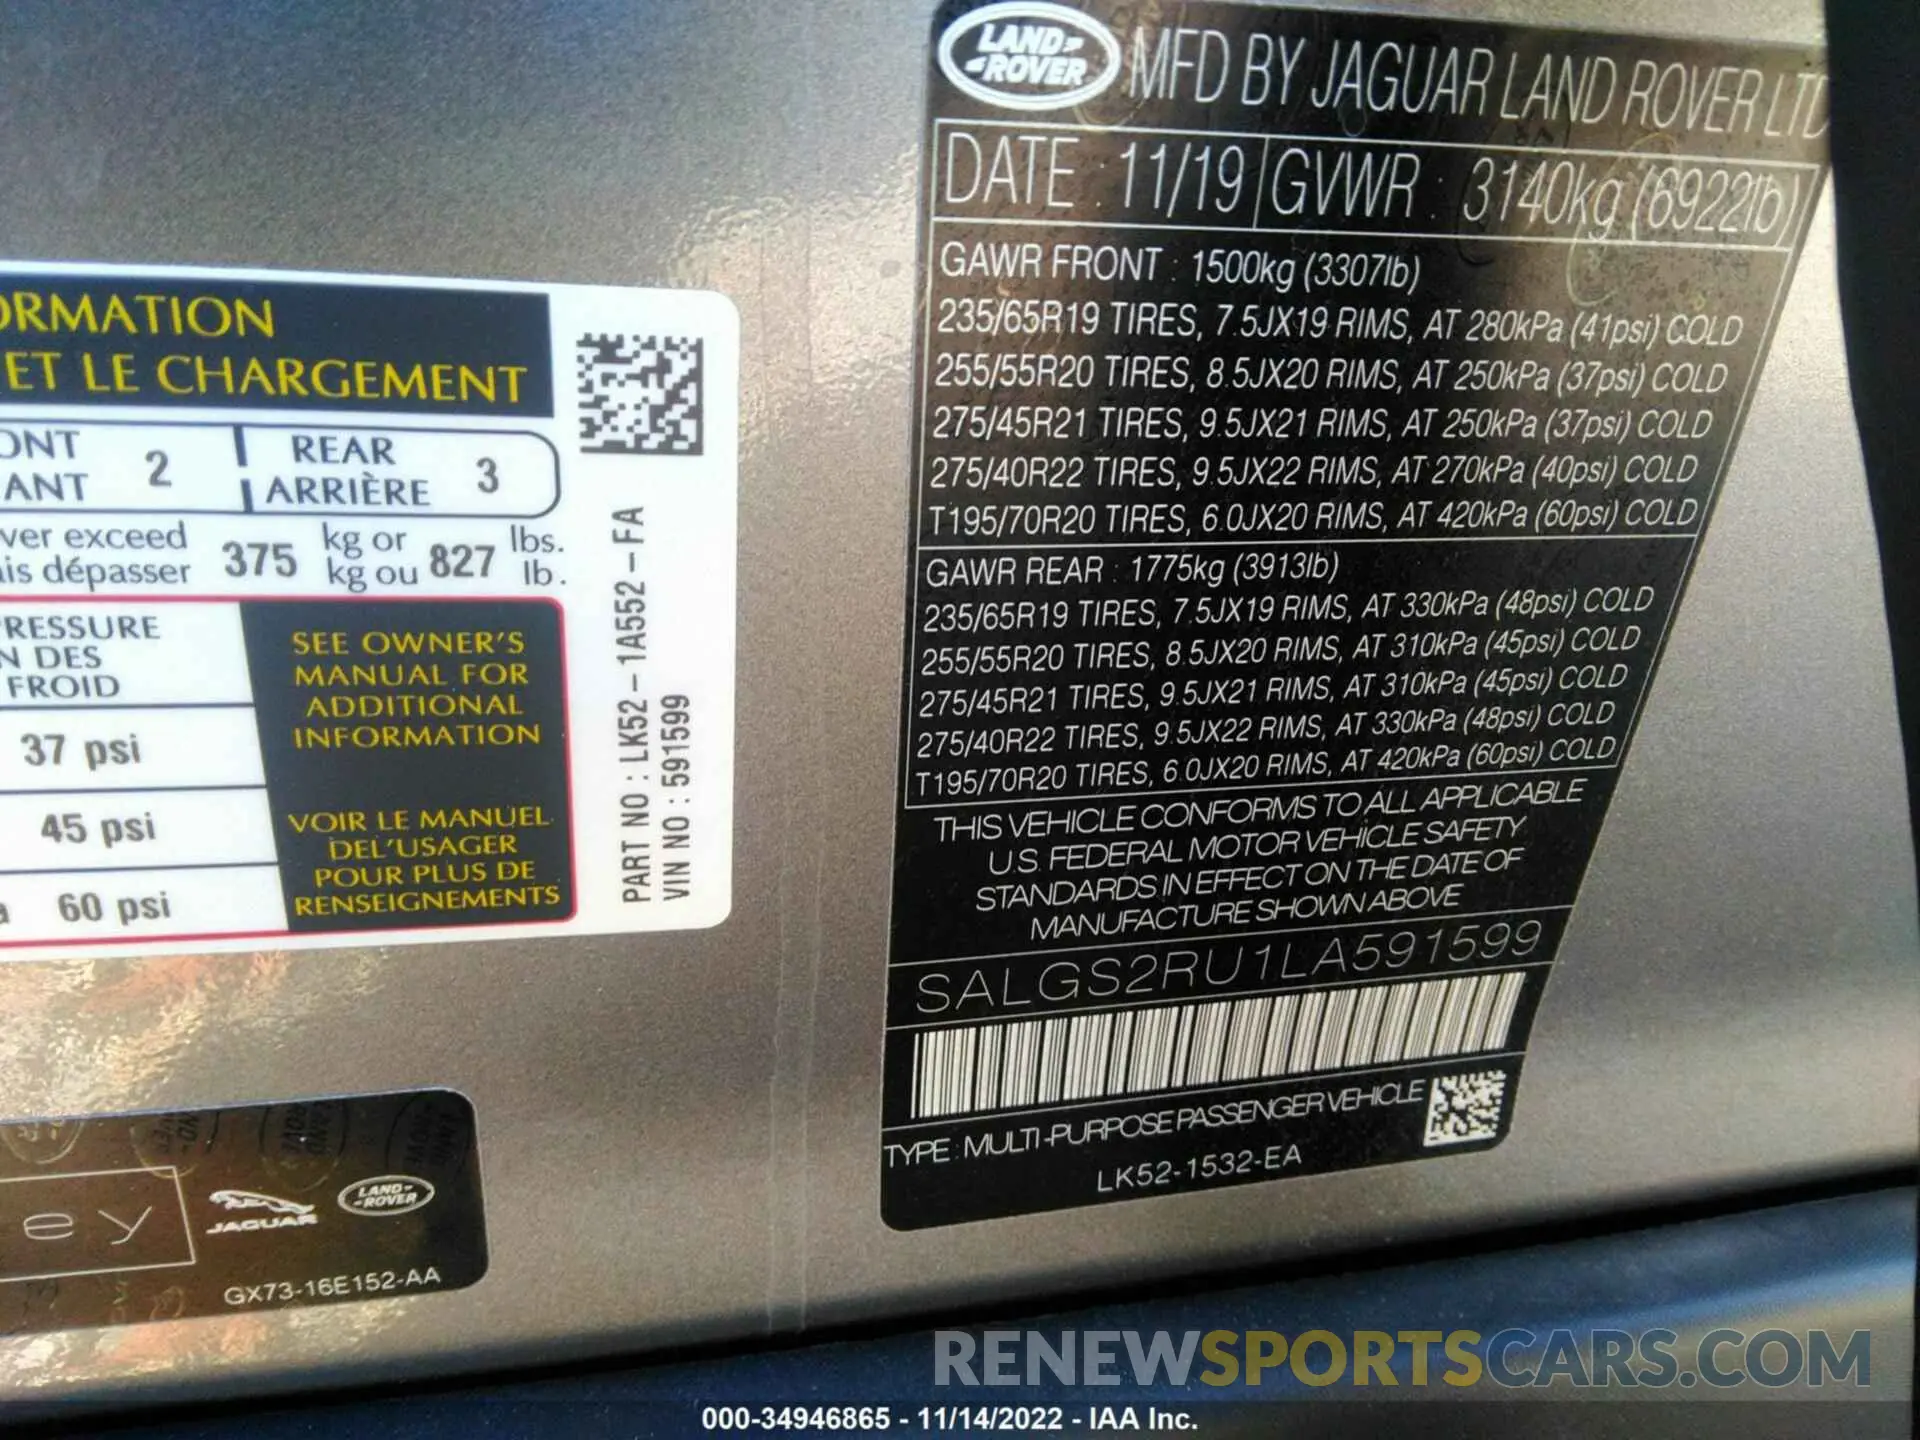 ORMATION
ET LE CHARGEMENT
ONT 2 REAR 3
ANT ARRIÈRE
ver exceed 375 kg or 827 lbs.
is dépasser kg ou lb.
RESSURE
N DES
FROID
37 psi
45 psi
60 psi
SEE OWNER'S
MANUAL FOR
ADDITIONAL
INFORMATION
VOIR LE MANUEL
DEL'USAGER
POUR PLUS DE
RENSEIGNEMENTS
PART NO : LK52 – 1A552 – FA
VIN NO : 591599
ey JAGUAR LAND-ROVER
GX73-16E152-AA
LAND-ROVER MFD BY JAGUAR LAND ROVER LTD
DATE : 11/19 GVWR : 3140kg (6922lb)
GAWR FRONT : 1500kg (3307lb)
235/65R19 TIRES, 7.5JX19 RIMS, AT 280kPa (41psi) COLD
255/55R20 TIRES, 8.5JX20 RIMS, AT 250kPa (37psi) COLD
275/45R21 TIRES, 9.5JX21 RIMS, AT 250kPa (37psi) COLD
275/40R22 TIRES, 9.5JX22 RIMS, AT 270kPa (40psi) COLD
T195/70R20 TIRES, 6.0JX20 RIMS, AT 420kPa (60psi) COLD
GAWR REAR : 1775kg (3913lb)
235/65R19 TIRES, 7.5JX19 RIMS, AT 330kPa (48psi) COLD
255/55R20 TIRES, 8.5JX20 RIMS, AT 310kPa (45psi) COLD
275/45R21 TIRES, 9.5JX21 RIMS, AT 310kPa (45psi) COLD
275/40R22 TIRES, 9.5JX22 RIMS, AT 330kPa (48psi) COLD
T195/70R20 TIRES, 6.0JX20 RIMS, AT 420kPa (60psi) COLD
THIS VEHICLE CONFORMS TO ALL APPLICABLE
U.S. FEDERAL MOTOR VEHICLE SAFETY
STANDARDS IN EFFECT ON THE DATE OF
MANUFACTURE SHOWN ABOVE
SALGS2RU1LA591599
TYPE : MULTI-PURPOSE PASSENGER VEHICLE
LK52-1532-EA
RENEWSPORTSCARS.COM
000-34946865 - 11/14/2022 - IAA Inc.